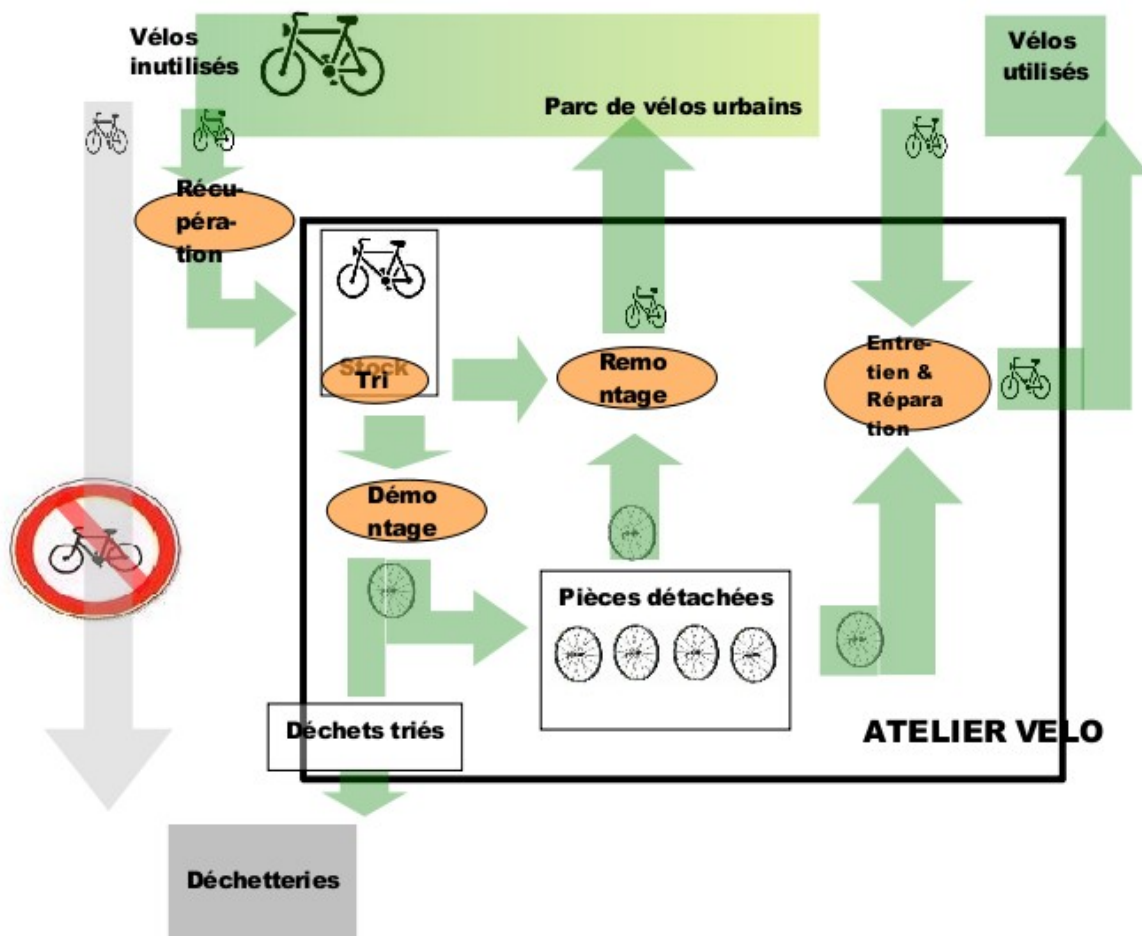 Vélos
inutilisés
Parc de vélos urbains
Vélos
utilisés
Récu-
péra-
tion
Stock
Tri
Remo
ntage
Entre-
tien &
Répara
tion
Démo
ntage
Pièces détachées
Déchets triés
ATELIER VELO
Déchetteries